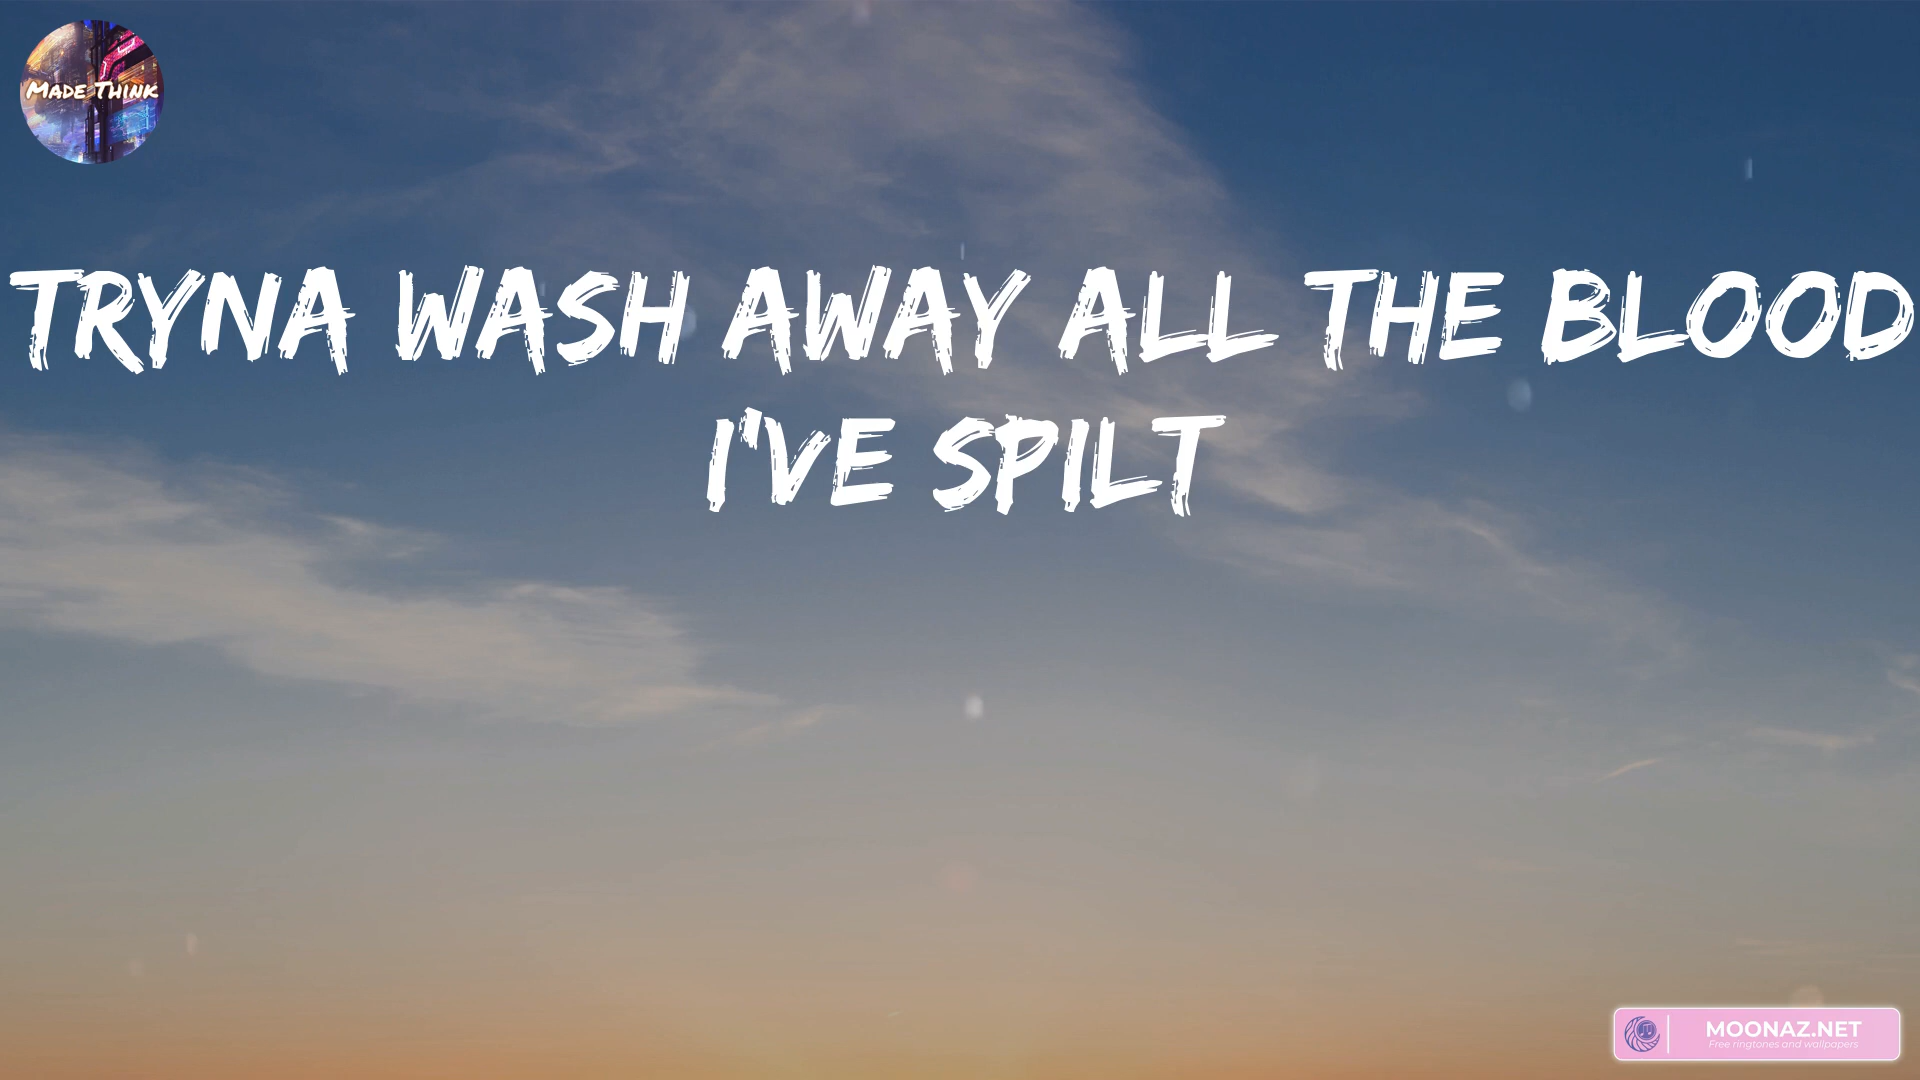 Made Think
TRYNA WASH AWAY ALL THE BLOOD
I'VE SPILT
MOONAZ.NET
Free ringtones and wallpapers